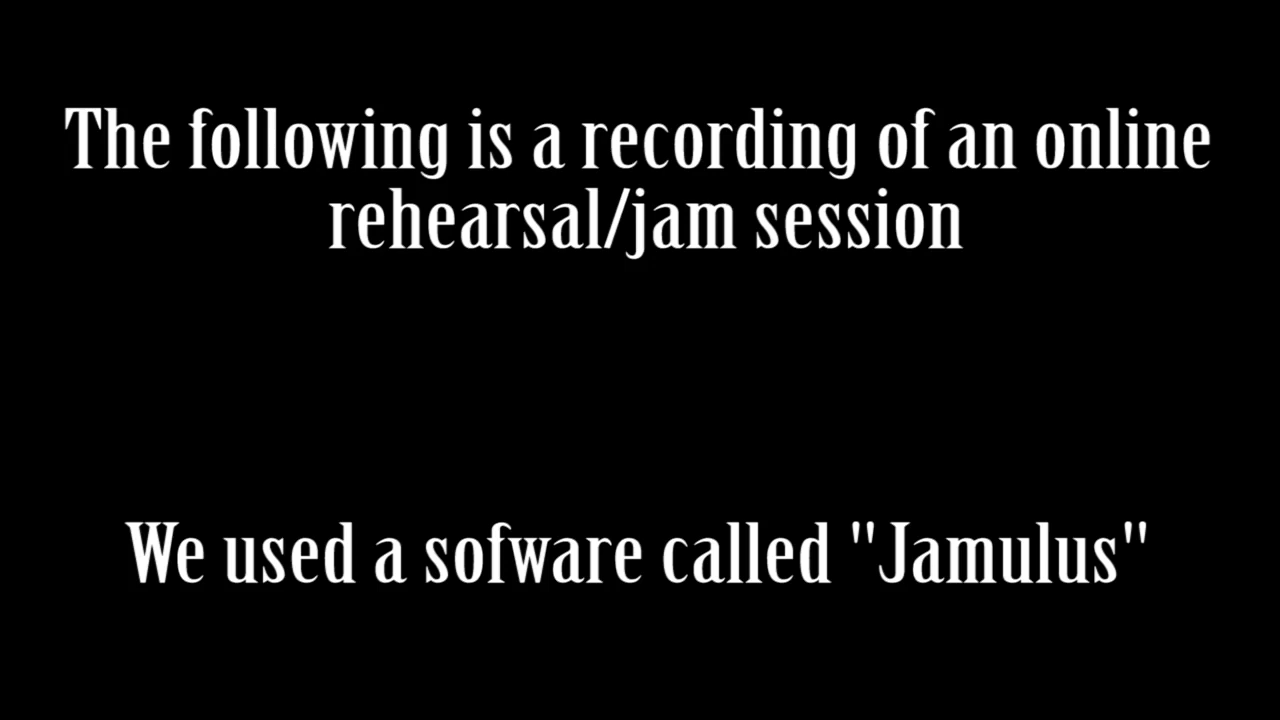 The following is a recording of an online
rehearsal/jam session
We used a sofware called "Jamulus"